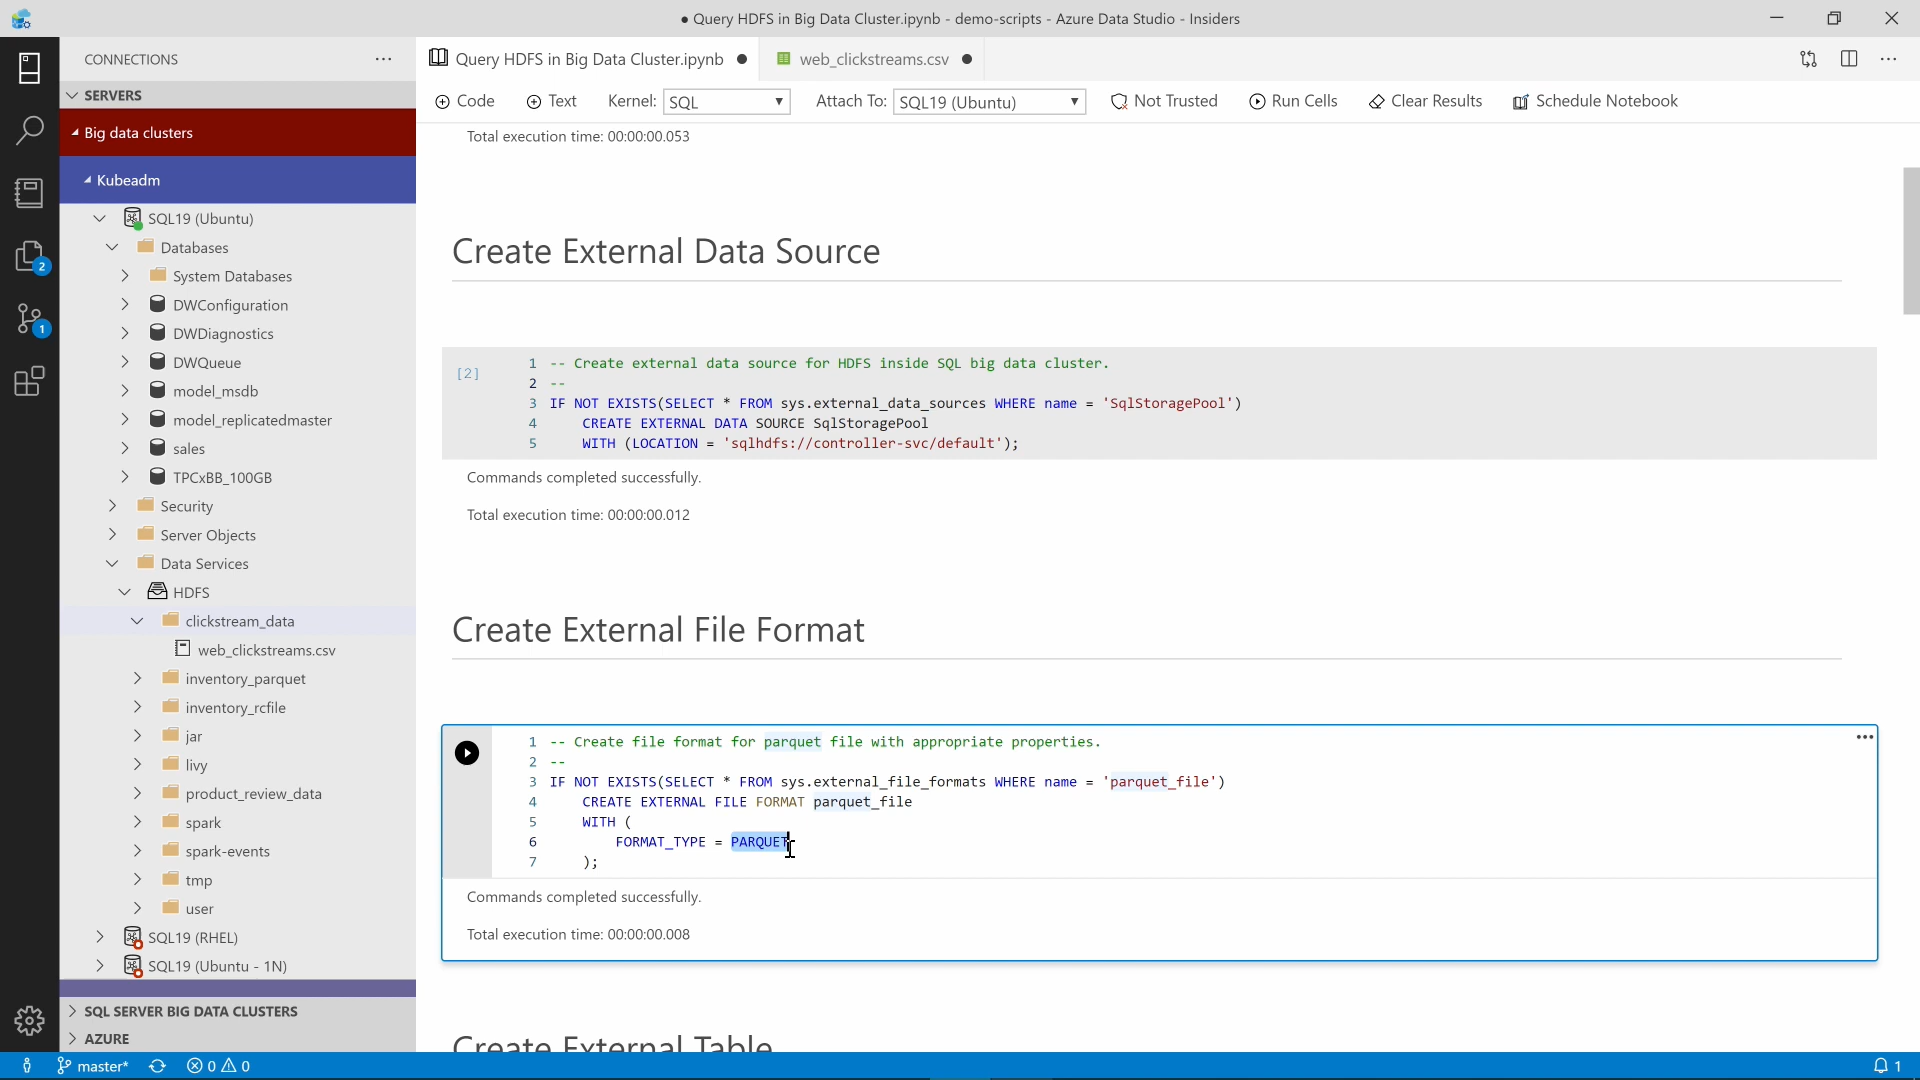 ● Query HDFS in Big Data Cluster.ipynb - demo-scripts - Azure Data Studio - Insiders
CONNECTIONS
SERVERS
Big data clusters
Kubeadm
SQL19 (Ubuntu)
Databases
System Databases
DWConfiguration
DWDiagnostics
DWQueue
model_msdb
model_replicatedmaster
sales
TPCxBB_100GB
Security
Server Objects
Data Services
HDFS
clickstream_data
web_clickstreams.csv
inventory_parquet
inventory_rcfile
jar
livy
product_review_data
spark
spark-events
tmp
user
SQL19 (RHEL)
SQL19 (Ubuntu - 1N)
SQL SERVER BIG DATA CLUSTERS
AZURE
2
1
Query HDFS in Big Data Cluster.ipynb ●
web_clickstreams.csv ●
Code Text Kernel: SQL Attach To: SQL19 (Ubuntu) Not Trusted Run Cells Clear Results Schedule Notebook
Total execution time: 00:00:00.053
Create External Data Source
[2]
1 -- Create external data source for HDFS inside SQL big data cluster.
2 --
3 IF NOT EXISTS(SELECT * FROM sys.external_data_sources WHERE name = 'SqlStoragePool')
4 CREATE EXTERNAL DATA SOURCE SqlStoragePool
5 WITH (LOCATION = 'sqlhdfs://controller-svc/default');
Commands completed successfully.
Total execution time: 00:00:00.012
Create External File Format
1 -- Create file format for parquet file with appropriate properties.
2 --
3 IF NOT EXISTS(SELECT * FROM sys.external_file_formats WHERE name = 'parquet_file')
4 CREATE EXTERNAL FILE FORMAT parquet_file
5 WITH (
6 FORMAT_TYPE = PARQUET
7 );
Commands completed successfully.
Total execution time: 00:00:00.008
Create External Table
master* 0 0 1